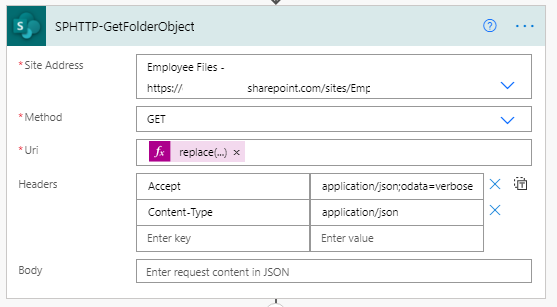 SPHTTP-GetFolderObject
* Site Address
Employee Files -
https:// sharepoint.com/sites/Emp
* Method
GET
* Uri
fx replace(...) ×
Headers
Accept application/json;odata=verbose
Content-Type application/json
Enter key Enter value
Body
Enter request content in JSON